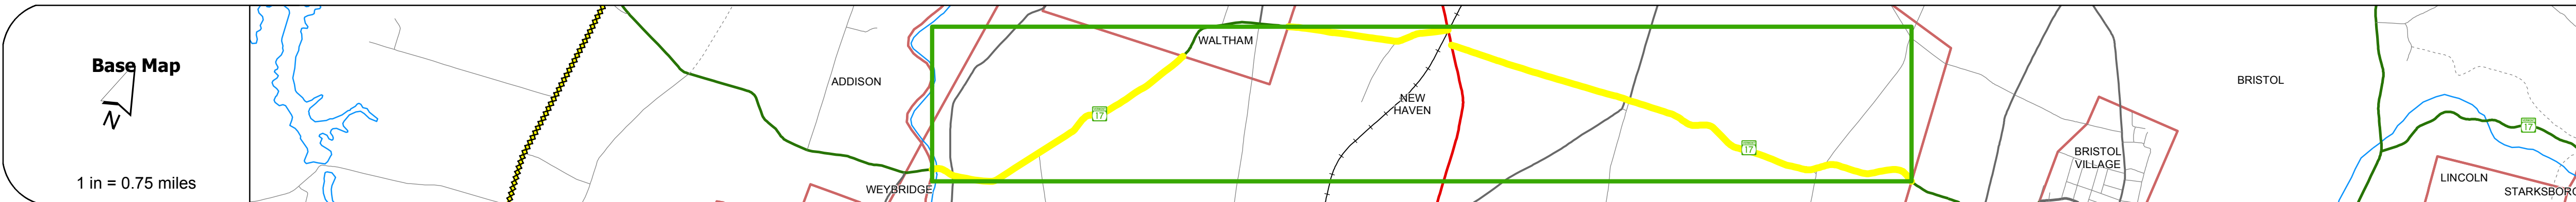 Base Map
N
1 in = 0.75 miles
ADDISON
WEYBRIDGE
17
WALTHAM
NEW
HAVEN
17
BRISTOL
VILLAGE
BRISTOL
17
LINCOLN
STARKSBORO